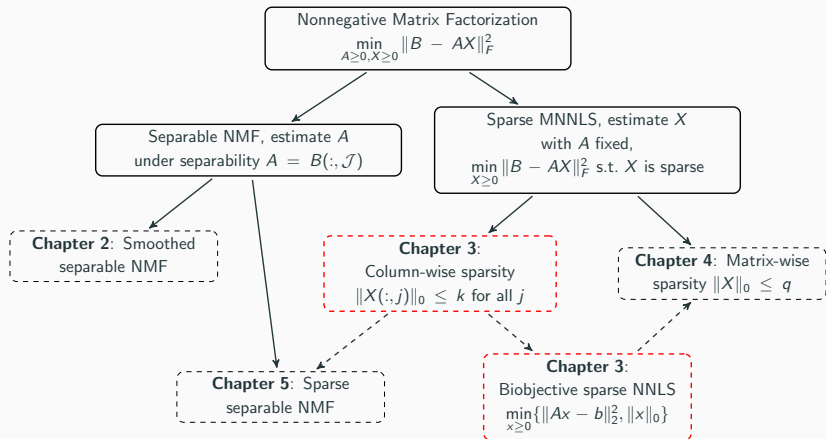 Nonnegative Matrix Factorization
min_{A≥0,X≥0} ‖B − AX‖²_F
Separable NMF, estimate A
under separability A = B(:, 𝒥)
Sparse MNNLS, estimate X
with A fixed,
min_{X≥0} ‖B − AX‖²_F s.t. X is sparse
Chapter 2: Smoothed
separable NMF
Chapter 3:
Column-wise sparsity
‖X(:, j)‖₀ ≤ k for all j
Chapter 4: Matrix-wise
sparsity ‖X‖₀ ≤ q
Chapter 5: Sparse
separable NMF
Chapter 3:
Biobjective sparse NNLS
min_{x≥0} {‖Ax − b‖²₂, ‖x‖₀}